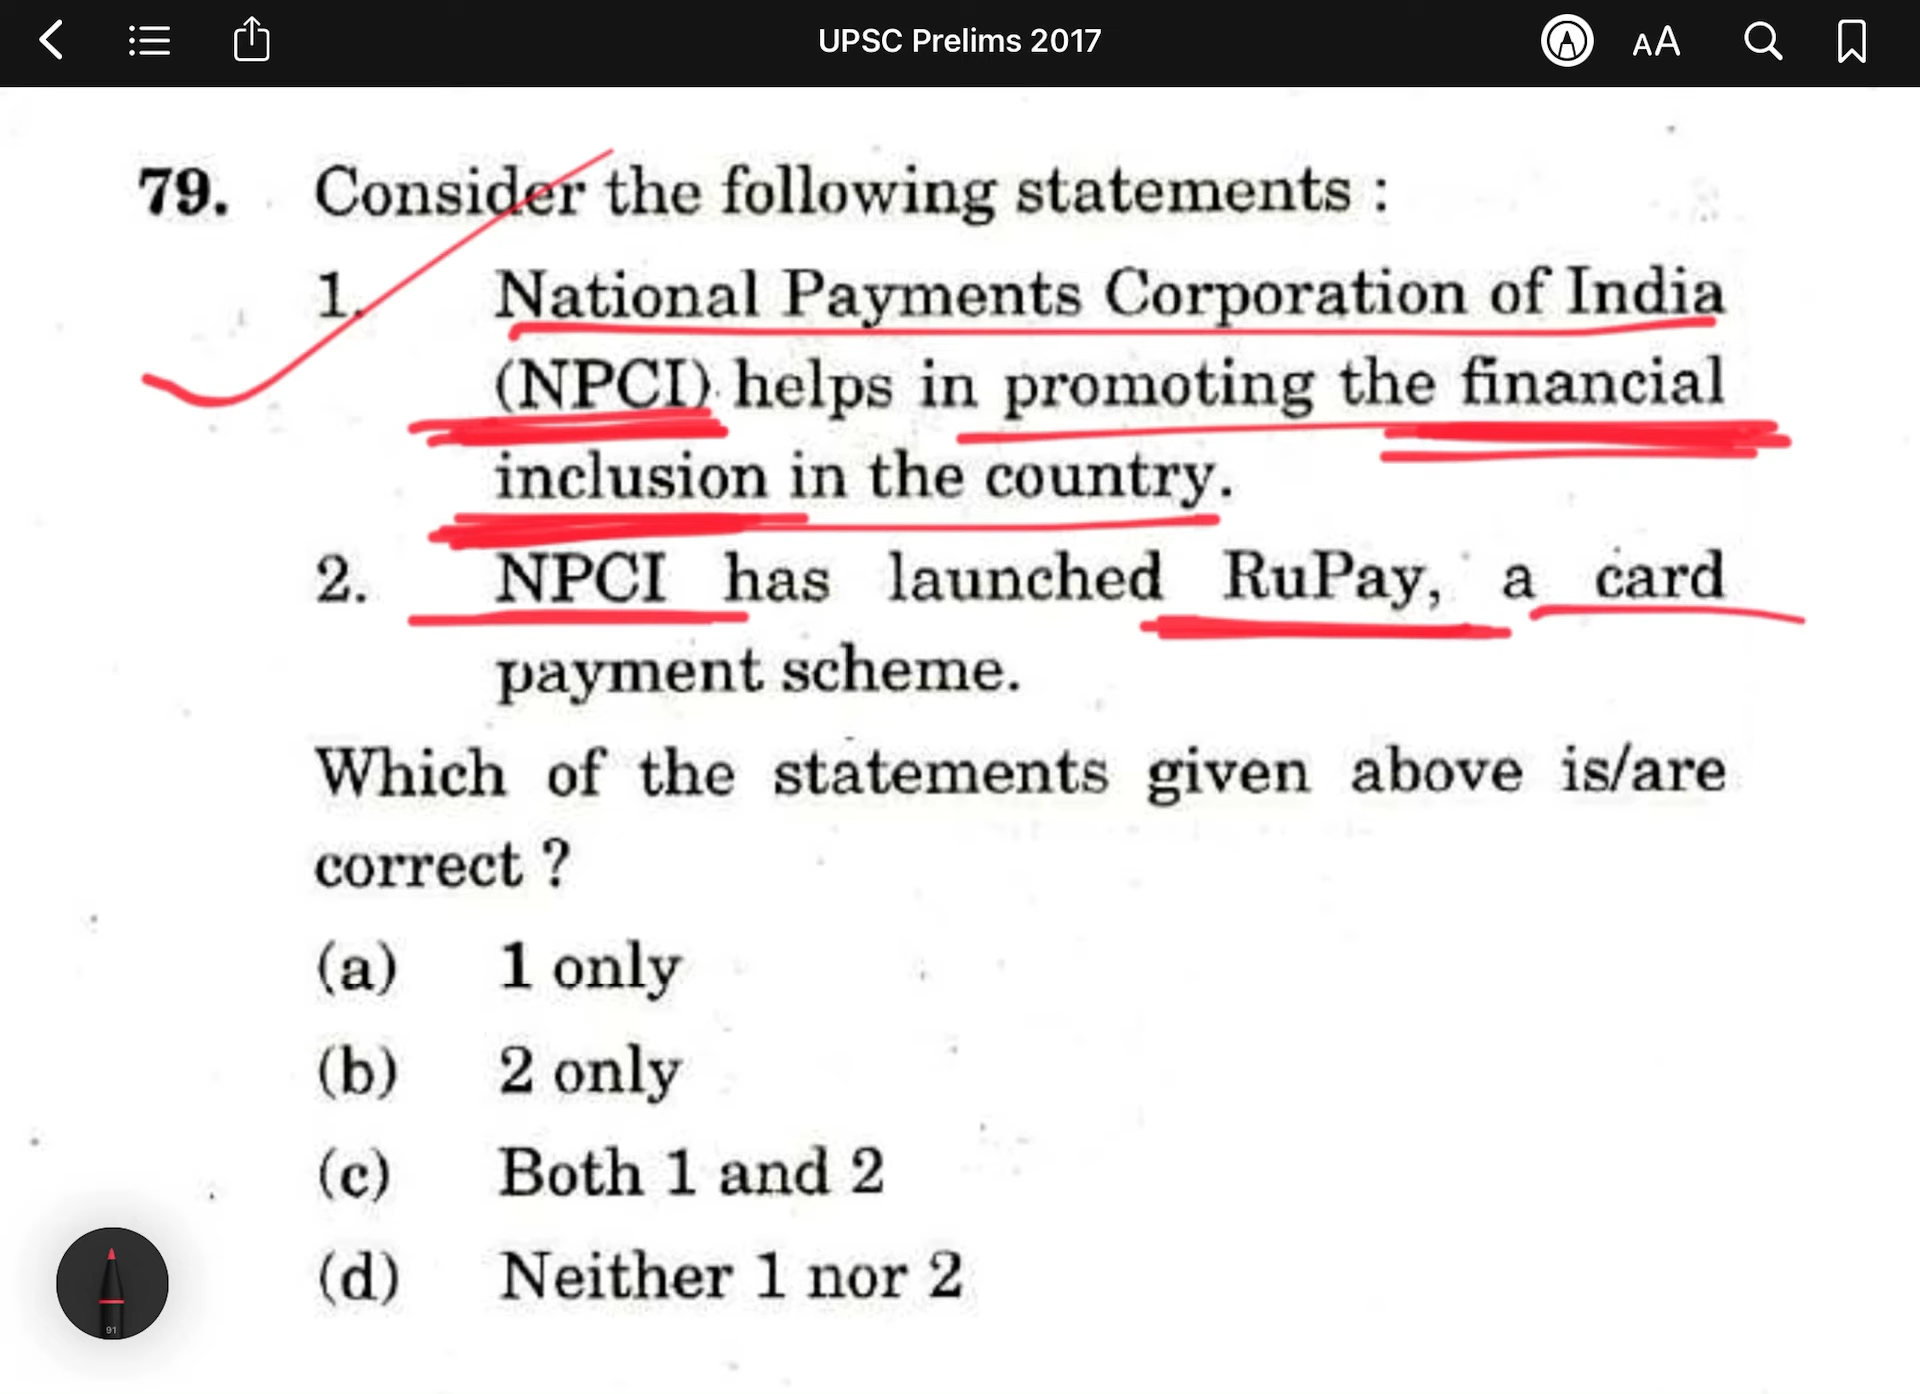 UPSC Prelims 2017
AA
79. Consider the following statements :
1. National Payments Corporation of India
(NPCI) helps in promoting the financial
inclusion in the country.
2. NPCI has launched RuPay, a card
payment scheme.
Which of the statements given above is/are
correct ?
(a) 1 only
(b) 2 only
(c) Both 1 and 2
(d) Neither 1 nor 2
91